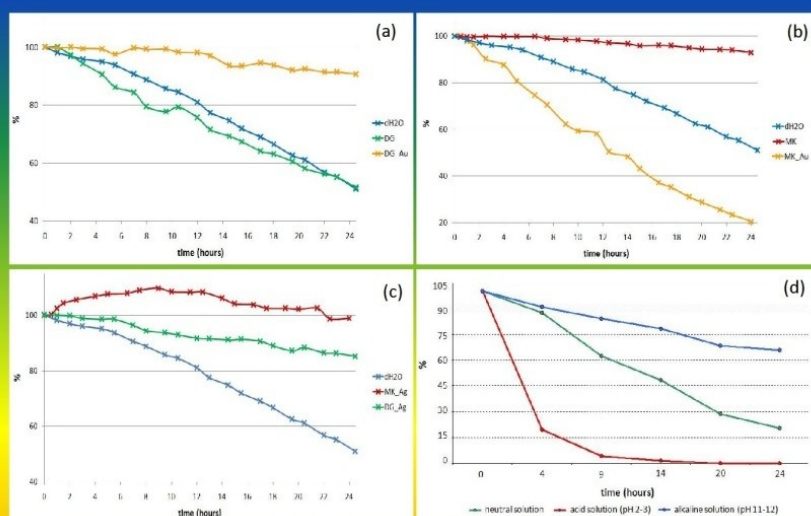 (a)
100
80
60
40
%
0 2 4 6 8 10 12 14 16 18 20 22 24
time (hours)
dH2O
DG
DG_Au
(b)
100
80
60
40
20
%
0 2 4 6 8 10 12 14 16 18 20 22 24
time (hours)
dH2O
MK
MK_Au
(c)
100
80
60
40
%
0 2 4 6 8 10 12 14 16 18 20 22 24
time (hours)
dH2O
MK_Ag
DG_Ag
(d)
105
90
75
60
45
30
15
0
%
0 4 9 14 20 24
time (hours)
neutral solution acid solution (pH 2-3) alkaline solution (pH 11-12)